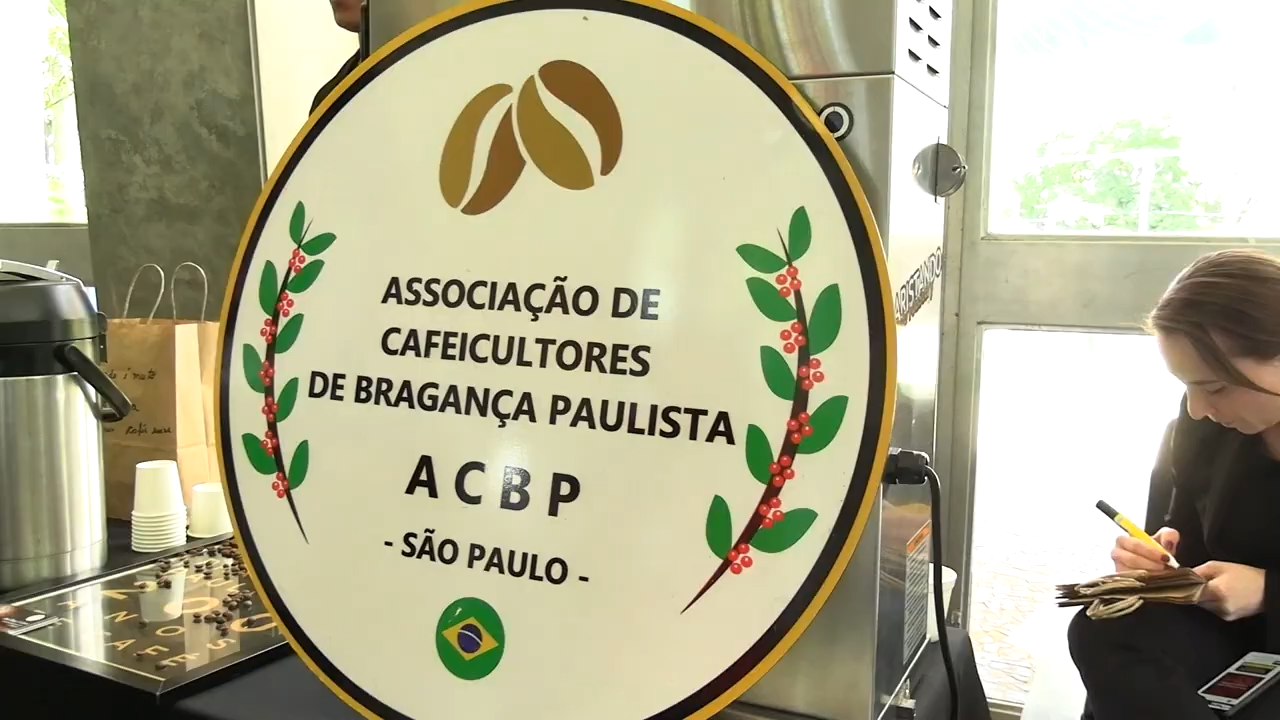 ASSOCIAÇÃO DE
CAFEICULTORES
DE BRAGANÇA PAULISTA
ACBP
- SÃO PAULO -